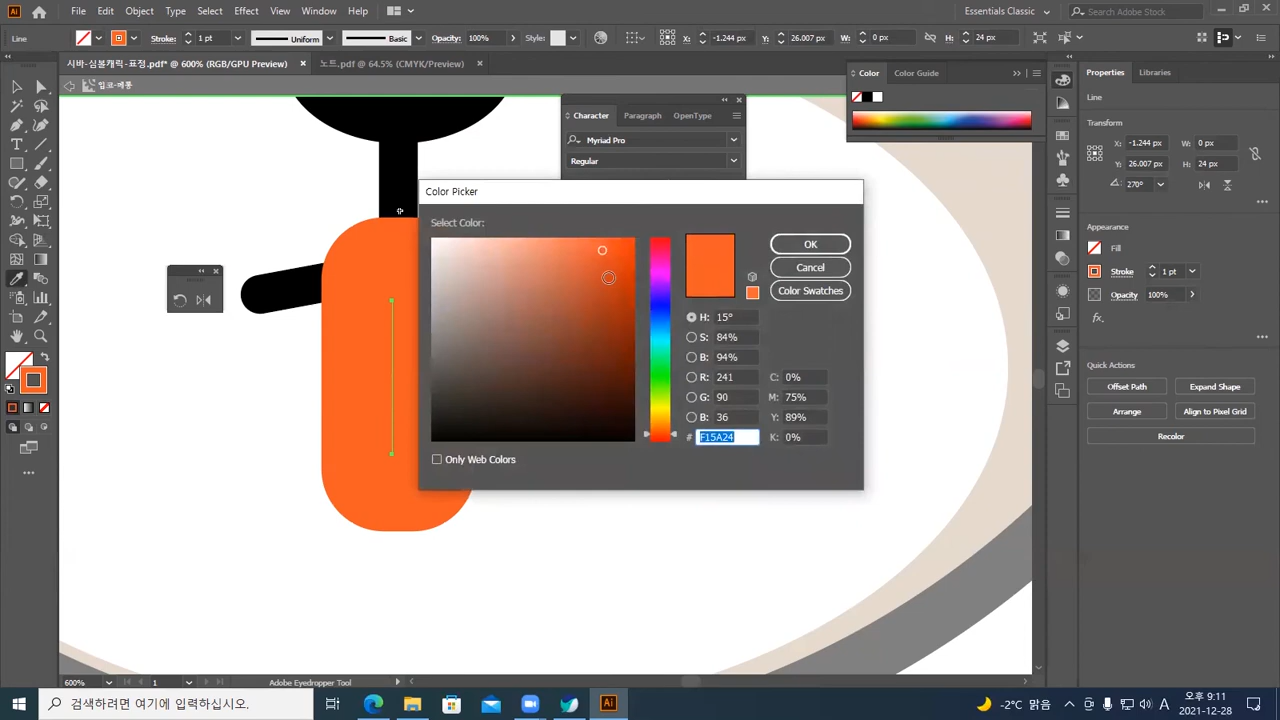 Ai File Edit Object Type Select Effect View Window Help Essentials Classic Search Adobe Stock
Line Stroke: 1 pt Uniform Basic Opacity: 100% Style: X: -1.244 px Y: 26.007 px W: 0 px H: 24 px
시바-심볼캐릭-표정.pdf* @ 600% (RGB/GPU Preview) × 노트.pdf @ 64.5% (CMYK/Preview) ×
입코-메롱
Color Color Guide
Properties Libraries
Line
Transform
X: -1.244 px W: 0 px
Y: 26.007 px H: 24 px
270°
Appearance
Fill
Stroke 1 pt
Opacity 100%
fx.
Quick Actions
Offset Path Expand Shape
Arrange Align to Pixel Grid
Recolor
Character Paragraph OpenType
Myriad Pro
Regular
Color Picker
Select Color:
OK
Cancel
Color Swatches
H: 15°
S: 84%
B: 94%
R: 241 C: 0%
G: 90 M: 75%
B: 36 Y: 89%
# F15A24 K: 0%
Only Web Colors
600% 1 Adobe Eyedropper Tool
검색하려면 여기에 입력하십시오. Ai -2°C 맑음 A 오후 9:11
2021-12-28